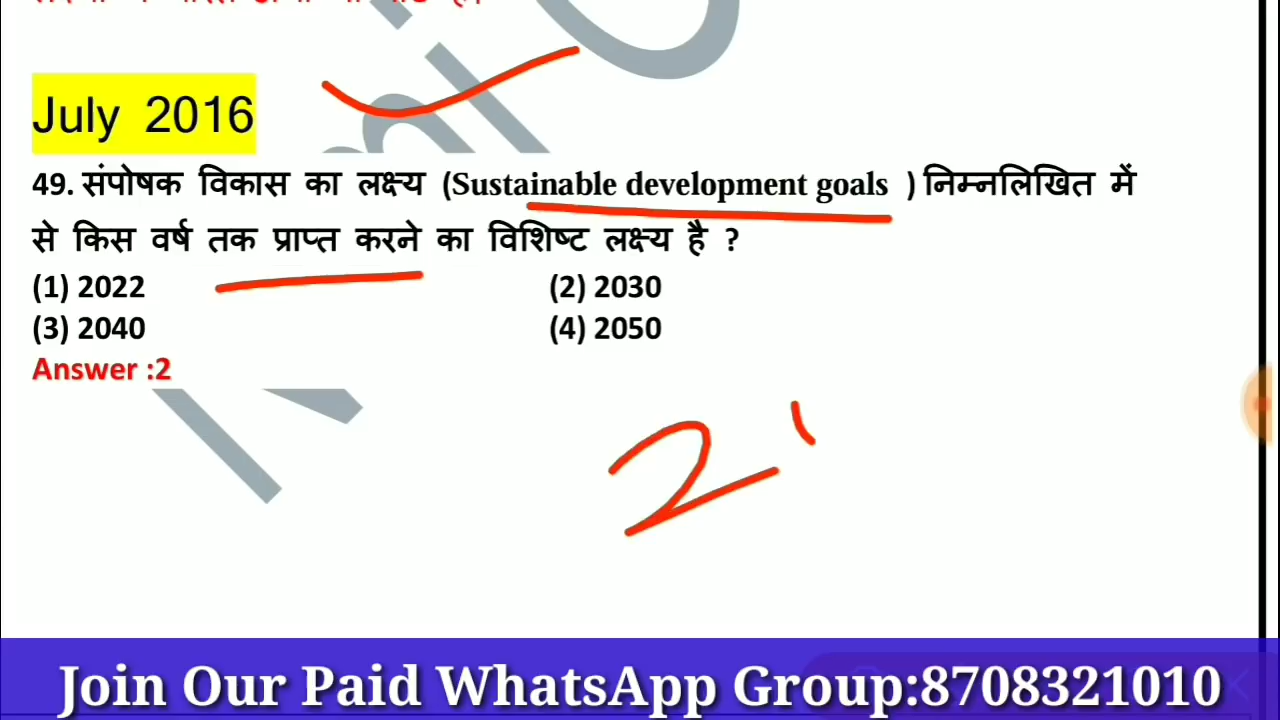 July 2016
49. संपोषक विकास का लक्ष्य (Sustainable development goals ) निम्नलिखित में
से किस वर्ष तक प्राप्त करने का विशिष्ट लक्ष्य है ?
(1) 2022
(2) 2030
(3) 2040
(4) 2050
Answer :2
2
Join Our Paid WhatsApp Group:8708321010